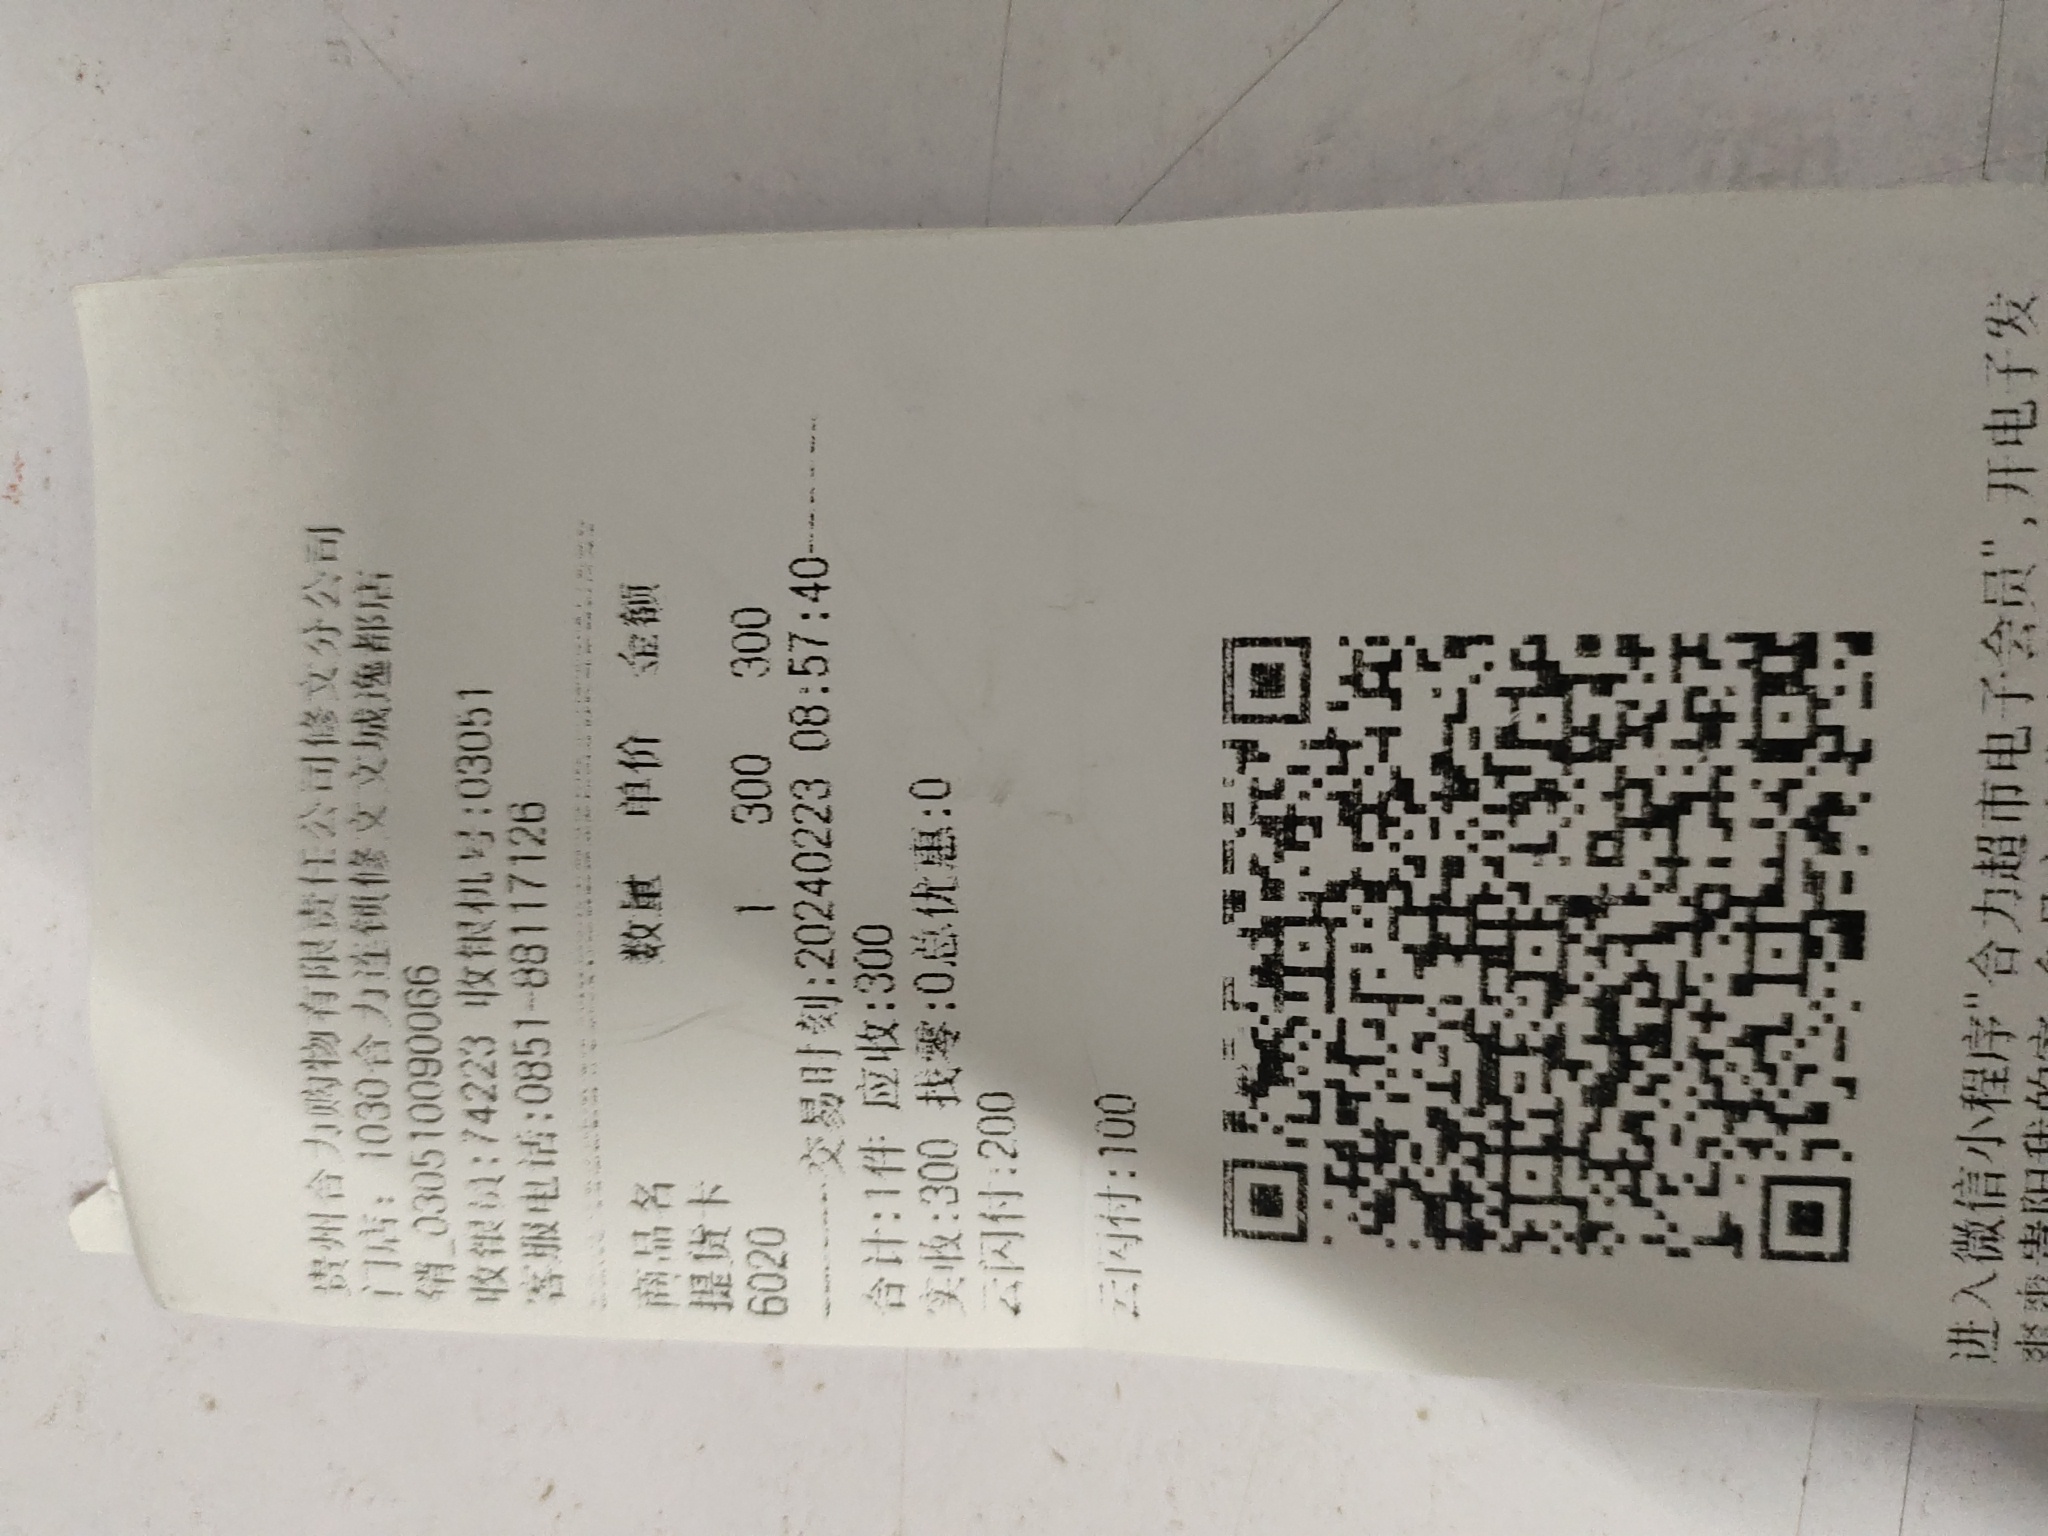 贵州合力购物有限责任公司修文分公司
门店: 1030合力连锁修文文城逸都店
销_030510090066
收银员:74223 收银机号:03051
客服电话:0851-88117126
商品名 数量 单价 金额
提货卡
6020 1 300 300
交易时刻:20240223 08:57:40
合计:1件 应收:300
实收:300 找零:0总优惠:0
云闪付:200
云闪付:100
进入微信小程序"合力超市电子会员",开电子发